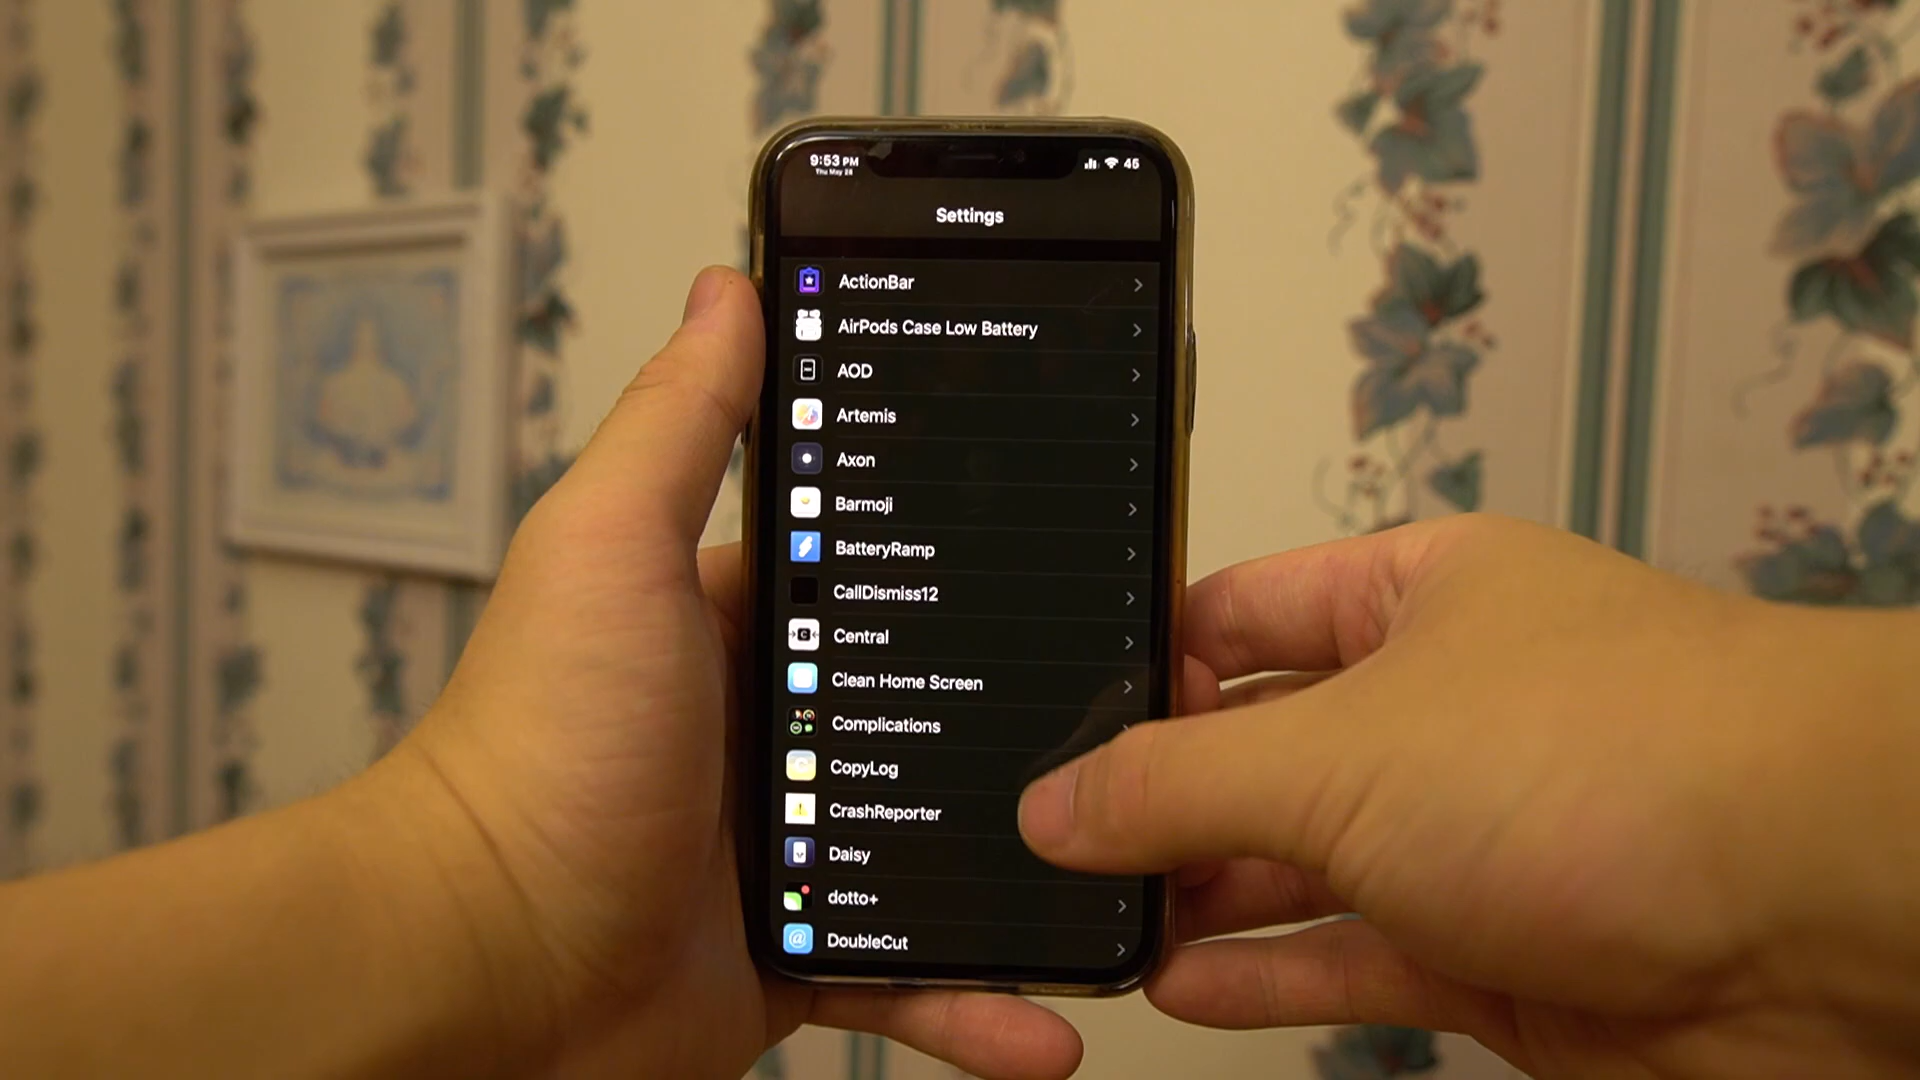 9:53 PM
45
Thu May 28
Settings
ActionBar
AirPods Case Low Battery
AOD
Artemis
Axon
Barmoji
BatteryRamp
CallDismiss12
Central
Clean Home Screen
Complications
CopyLog
CrashReporter
Daisy
dotto+
DoubleCut